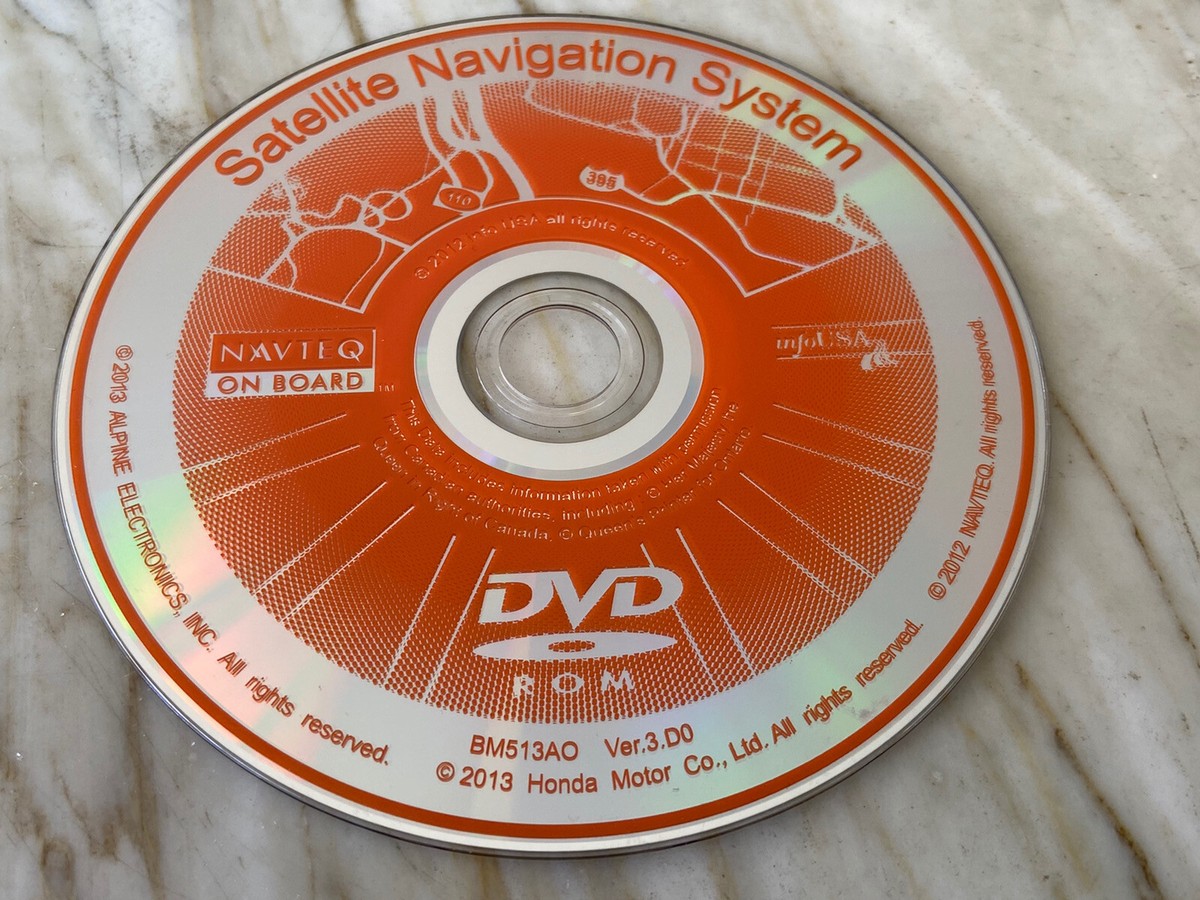 Satellite Navigation System
110
395
© 2012 Info USA all rights reserved
NAVTEQ
ON BOARD™
infoUSA
This Data includes information taken with permission
from Canadian authorities, including © Her Majesty the
Queen in Right of Canada, © Queen's Printer for Ontario
DVD
ROM
BM513AO Ver.3.D0
© 2013 Honda Motor Co., Ltd. All rights reserved.
© 2013 ALPINE ELECTRONICS, INC. All rights reserved.
© 2012 NAVTEQ. All rights reserved.